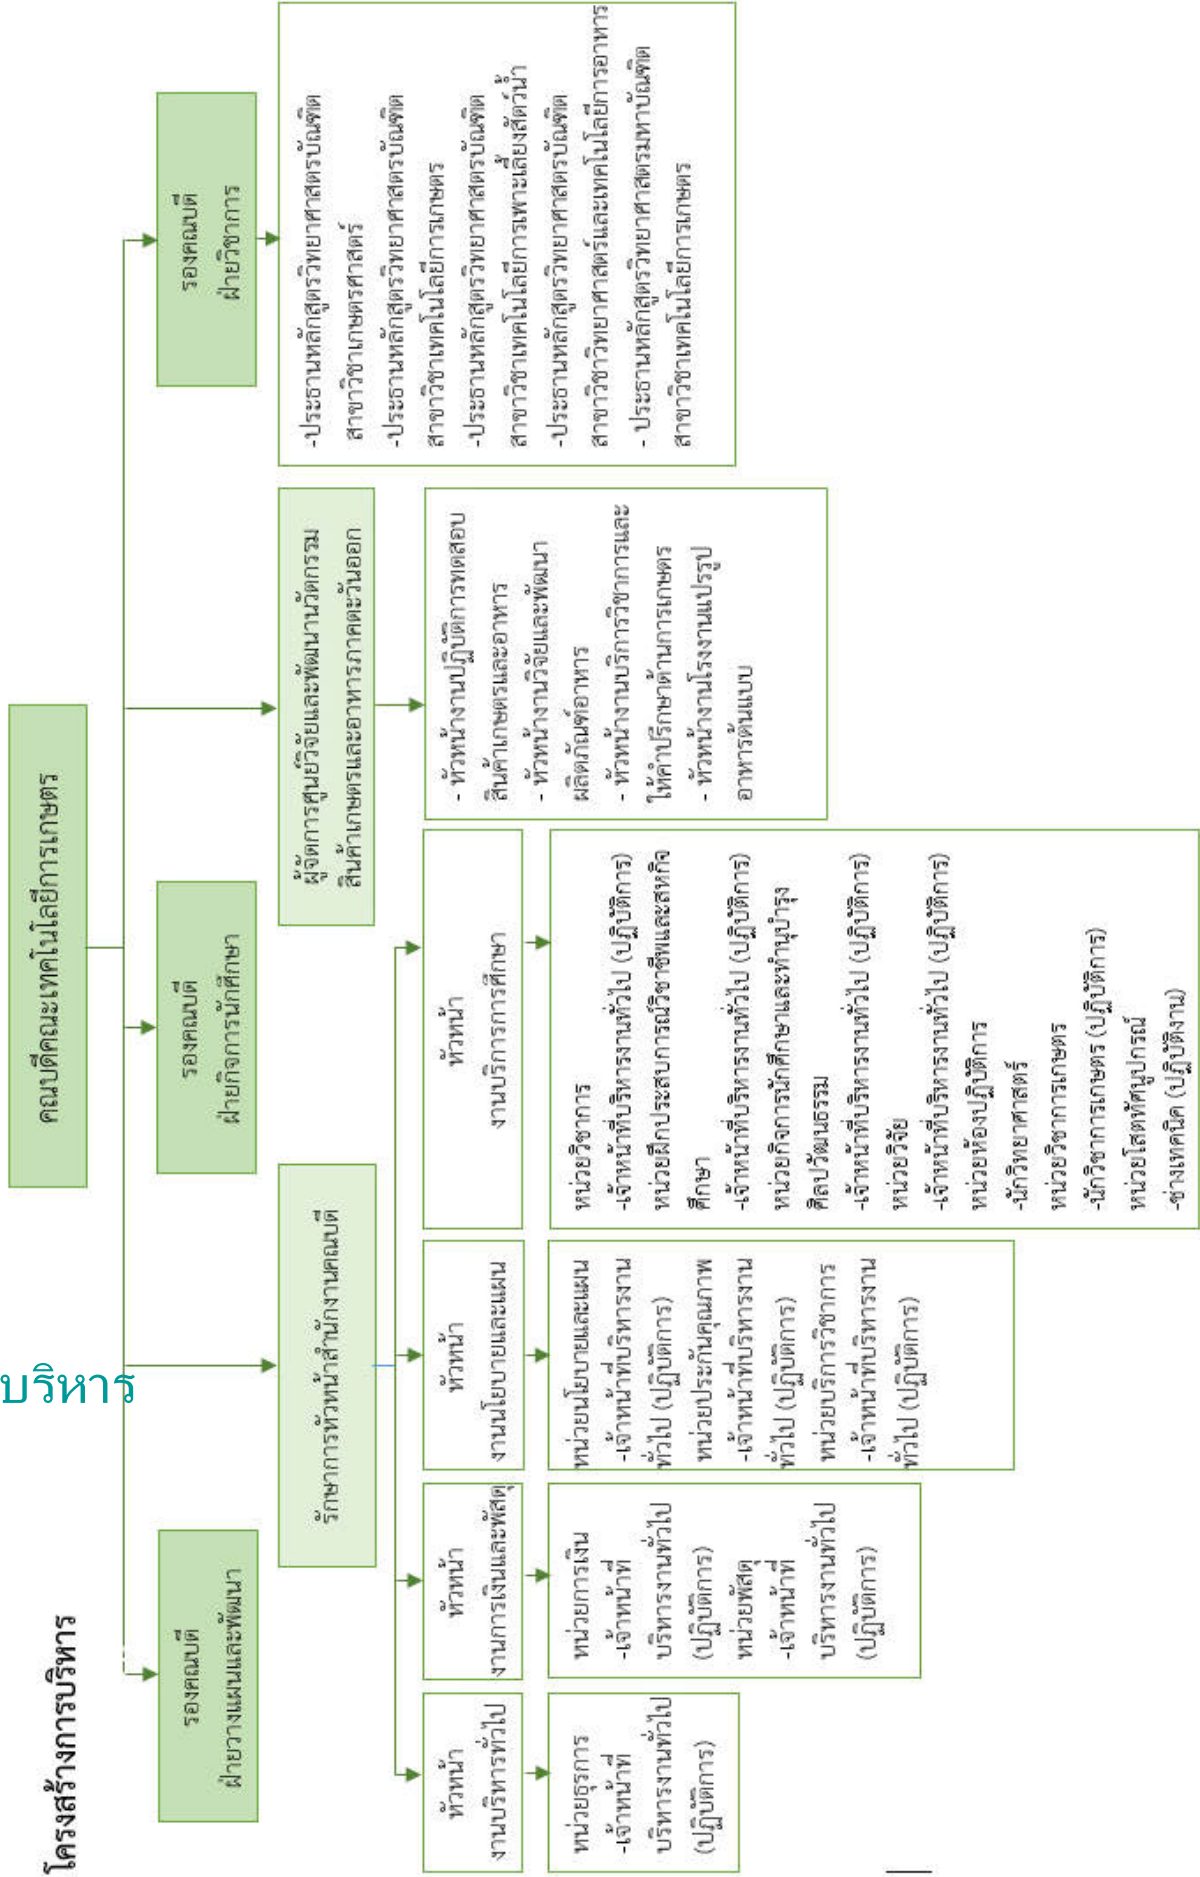 โครงสร้างการบริหาร
บริหาร
คณบดีคณะเทคโนโลยีการเกษตร
รองคณบดี
ฝ่ายวางแผนและพัฒนา
รองคณบดี
ฝ่ายกิจการนักศึกษา
รองคณบดี
ฝ่ายวิชาการ
รักษาการหัวหน้าสำนักงานคณบดี
ผู้จัดการศูนย์วิจัยและพัฒนานวัตกรรม
สินค้าเกษตรและอาหารภาคตะวันออก
-ประธานหลักสูตรวิทยาศาสตรบัณฑิต
สาขาวิชาเกษตรศาสตร์
-ประธานหลักสูตรวิทยาศาสตรบัณฑิต
สาขาวิชาเทคโนโลยีการเกษตร
-ประธานหลักสูตรวิทยาศาสตรบัณฑิต
สาขาวิชาเทคโนโลยีการเพาะเลี้ยงสัตว์น้ำ
-ประธานหลักสูตรวิทยาศาสตรบัณฑิต
สาขาวิชาวิทยาศาสตร์และเทคโนโลยีการอาหาร
- ประธานหลักสูตรวิทยาศาสตรมหาบัณฑิต
สาขาวิชาเทคโนโลยีการเกษตร
หัวหน้า
งานบริหารทั่วไป
หัวหน้า
งานการเงินและพัสดุ
หัวหน้า
งานนโยบายและแผน
หัวหน้า
งานบริการการศึกษา
- หัวหน้างานปฏิบัติการทดสอบ
สินค้าเกษตรและอาหาร
- หัวหน้างานวิจัยและพัฒนา
ผลิตภัณฑ์อาหาร
- หัวหน้างานบริการวิชาการและ
ให้คำปรึกษาด้านการเกษตร
- หัวหน้างานโรงงานแปรรูป
อาหารต้นแบบ
หน่วยธุรการ
-เจ้าหน้าที่
บริหารงานทั่วไป
(ปฏิบัติการ)
หน่วยการเงิน
-เจ้าหน้าที่
บริหารงานทั่วไป
(ปฏิบัติการ)
หน่วยพัสดุ
-เจ้าหน้าที่
บริหารงานทั่วไป
(ปฏิบัติการ)
หน่วยนโยบายและแผน
-เจ้าหน้าที่บริหารงาน
ทั่วไป (ปฏิบัติการ)
หน่วยประกันคุณภาพ
-เจ้าหน้าที่บริหารงาน
ทั่วไป (ปฏิบัติการ)
หน่วยบริการวิชาการ
-เจ้าหน้าที่บริหารงาน
ทั่วไป (ปฏิบัติการ)
หน่วยวิชาการ
-เจ้าหน้าที่บริหารงานทั่วไป (ปฏิบัติการ)
หน่วยฝึกประสบการณ์วิชาชีพและสหกิจ
ศึกษา
-เจ้าหน้าที่บริหารงานทั่วไป (ปฏิบัติการ)
หน่วยกิจการนักศึกษาและทำนุบำรุง
ศิลปวัฒนธรรม
-เจ้าหน้าที่บริหารงานทั่วไป (ปฏิบัติการ)
หน่วยวิจัย
-เจ้าหน้าที่บริหารงานทั่วไป (ปฏิบัติการ)
หน่วยห้องปฏิบัติการ
-นักวิทยาศาสตร์
หน่วยวิชาการเกษตร
-นักวิชาการเกษตร (ปฏิบัติการ)
หน่วยโสตทัศนูปกรณ์
-ช่างเทคนิค (ปฏิบัติงาน)